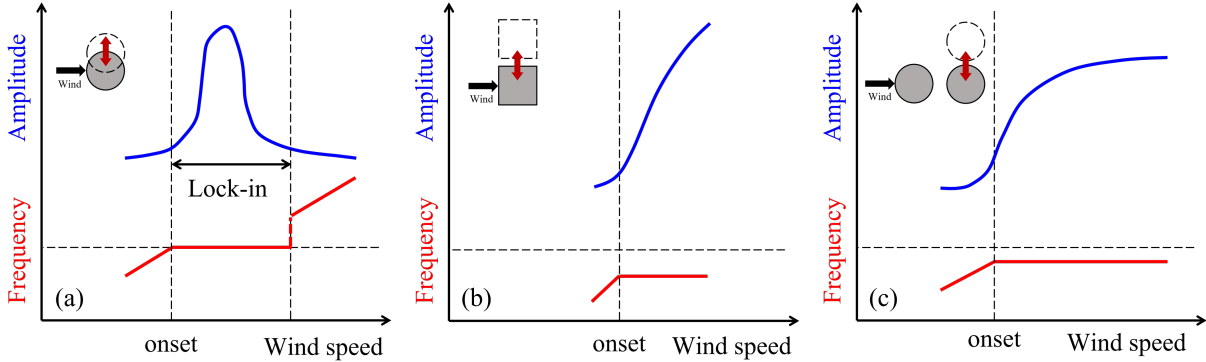 Amplitude
Frequency
Wind
Lock-in
(a)
onset
Wind speed
Amplitude
Frequency
Wind
(b)
onset
Wind speed
Amplitude
Frequency
Wind
(c)
onset
Wind speed